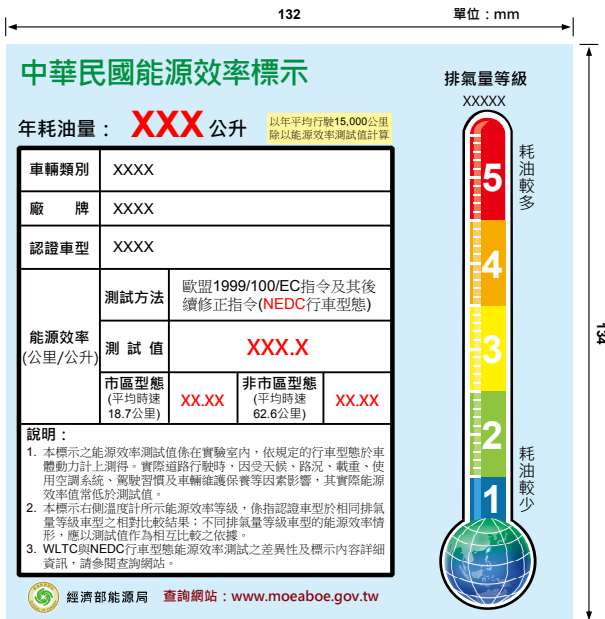 132
單位：mm
中華民國能源效率標示
年耗油量： XXX 公升
以年平均行駛15,000公里
除以能源效率測試值計算
車輛類別 XXXX
廠 牌 XXXX
認證車型 XXXX
能源效率
(公里/公升)
測試方法
歐盟1999/100/EC指令及其後
續修正指令(NEDC行車型態)
測 試 值 XXX.X
市區型態
(平均時速
18.7公里)
XX.XX
非市區型態
(平均時速
62.6公里)
XX.XX
說明：
1. 本標示之能源效率測試值係在實驗室內，依規定的行車型態於車
體動力計上測得。實際道路行駛時，因受天候、路況、載重、使
用空調系統、駕駛習慣及車輛維護保養等因素影響，其實際能源
效率值常低於測試值。
2. 本標示右側溫度計所示能源效率等級，係指認證車型於相同排氣
量等級車型之相對比較結果；不同排氣量等級車型的能源效率情
形，應以測試值作為相互比較之依據。
3. WLTC與NEDC行車型態能源效率測試之差異性及標示內容詳細
資訊，請參閱查詢網站。
經濟部能源局 查詢網站：www.moeaboe.gov.tw
排氣量等級
XXXXX
5
耗油較多
4
3
2
耗油較少
1
134